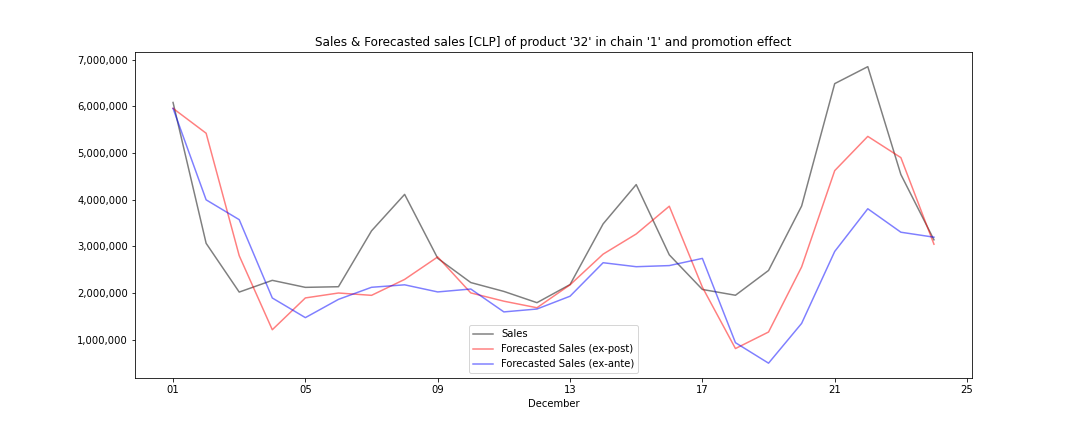 Sales & Forecasted sales [CLP] of product '32' in chain '1' and promotion effect
7,000,000
6,000,000
5,000,000
4,000,000
3,000,000
2,000,000
1,000,000
Sales
Forecasted Sales (ex-post)
Forecasted Sales (ex-ante)
01 05 09 13 17 21 25
December